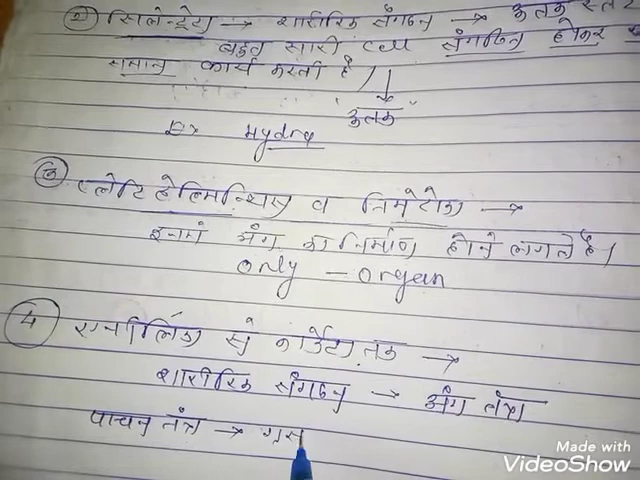 ② सिलेन्ट्रेटा → शारीरिक संगठन → ऊतक स्तर
बहुत सारी cell संगठित होकर
समान कार्य करती है।
ऊतक
Ex Hydra
③ प्लेटिहेल्मिन्थिस व निमेटोडा →
इनमें अंग का निर्माण होने लगते है।
only – organ
4 एनीलिडा से कार्डेटा तक →
शारीरिक संगठन → अंग तंत्र
पाचन तंत्र →
Made with
VideoShow